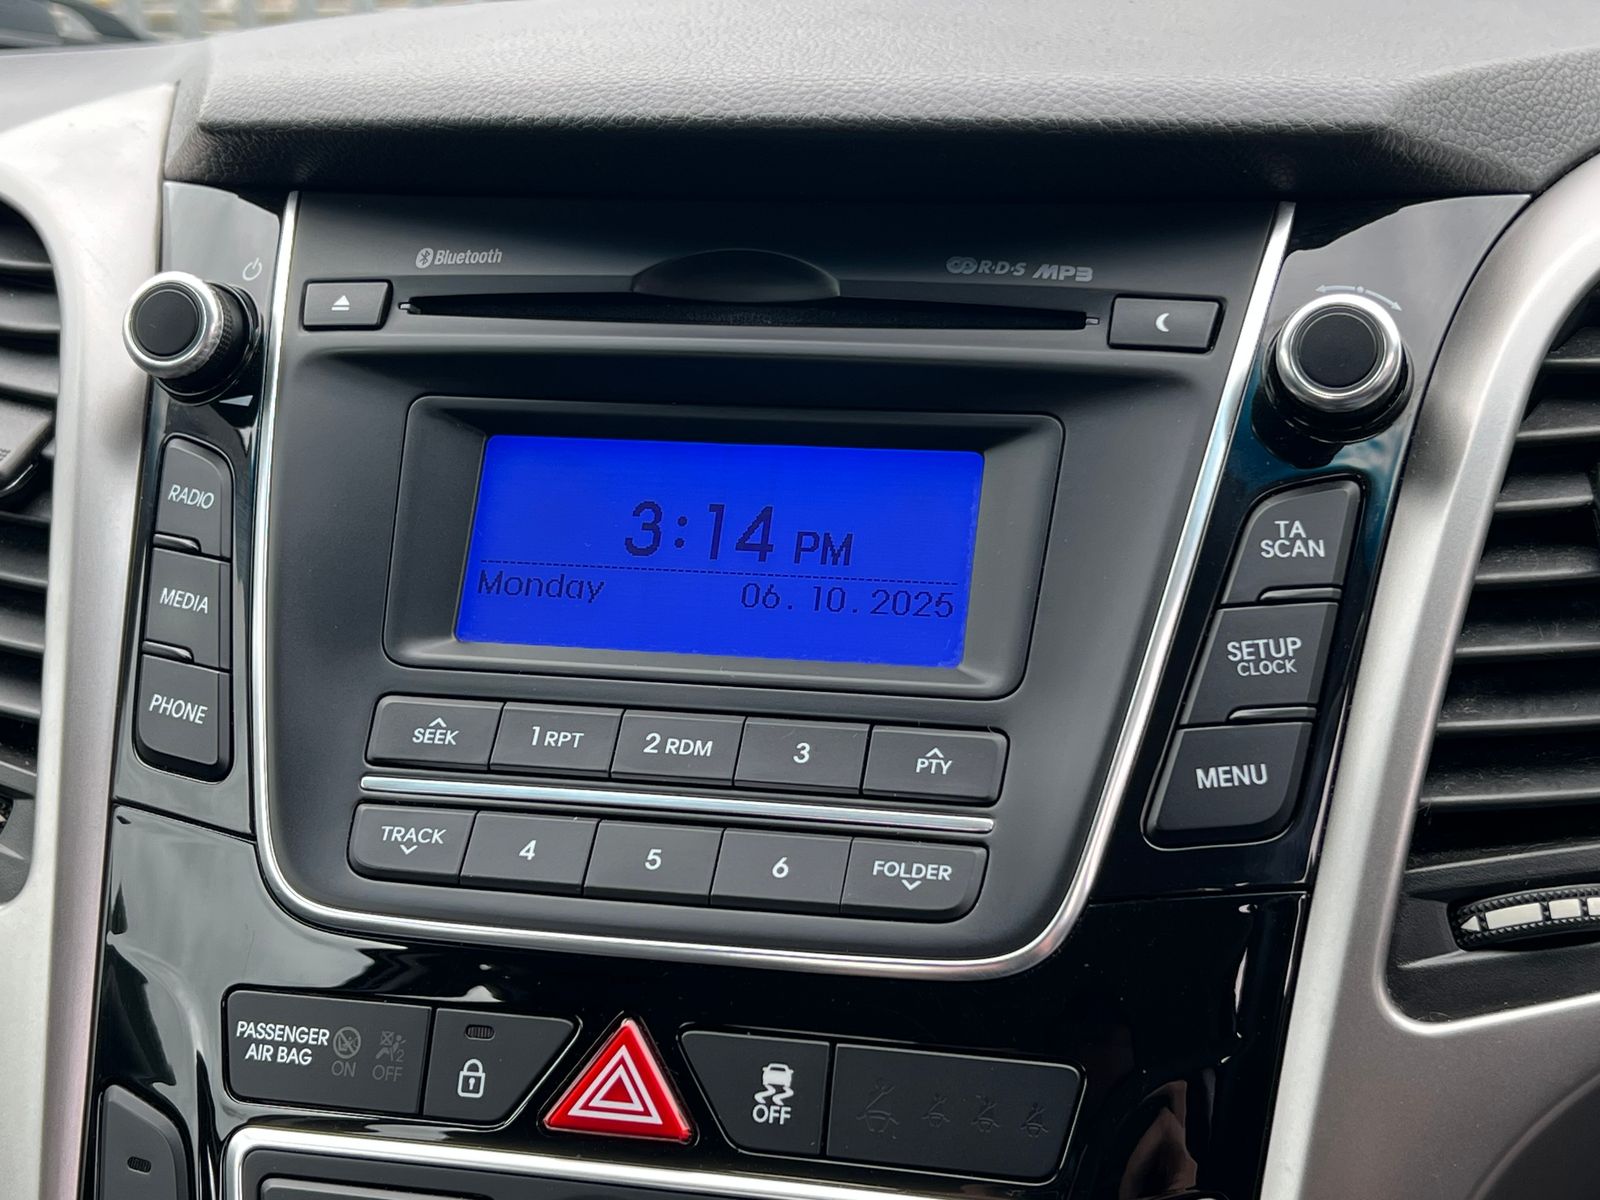 Bluetooth
R·D·S MP3
3:14 PM
Monday 06.10.2025
RADIO
MEDIA
PHONE
TA
SCAN
SETUP
CLOCK
MENU
SEEK
1 RPT
2 RDM
3
PTY
TRACK
4
5
6
FOLDER
PASSENGER
AIR BAG
ON
OFF
OFF